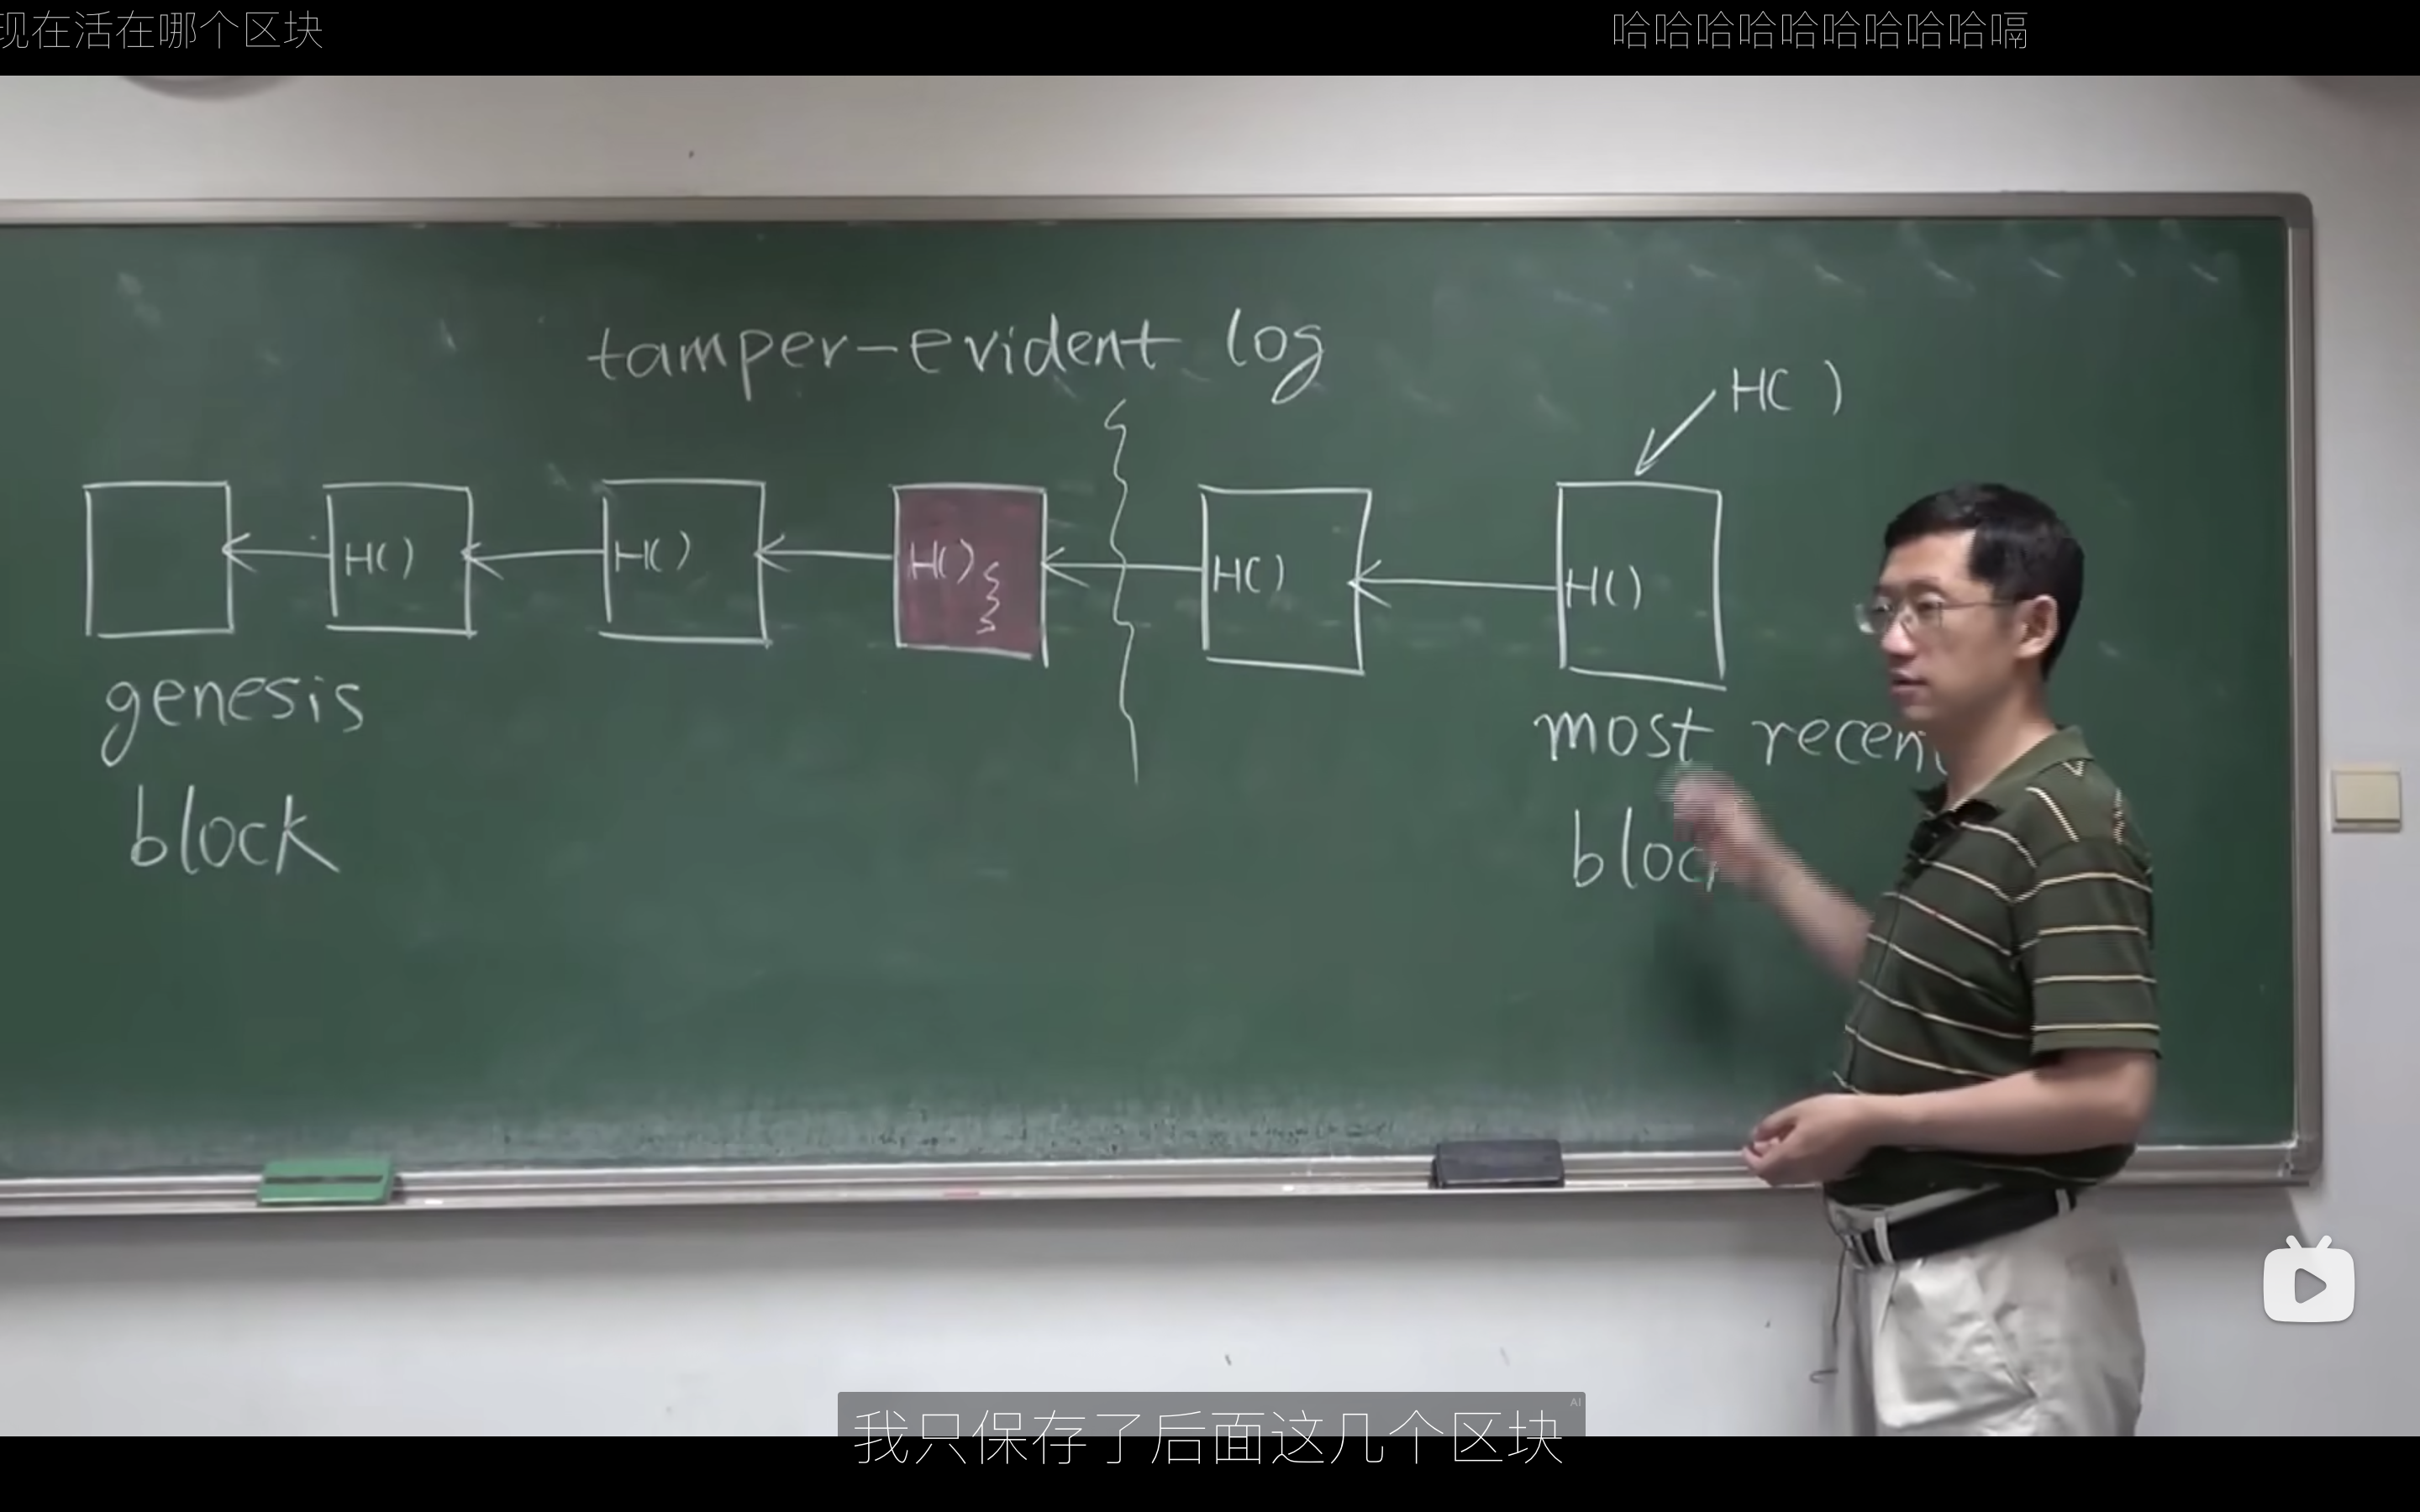 现在活在哪个区块
哈哈哈哈哈哈哈哈哈嗝
tamper-evident log
H( )
H() H() H() H() H()
genesis
block
most recen
bloc
AI
我只保存了后面这几个区块